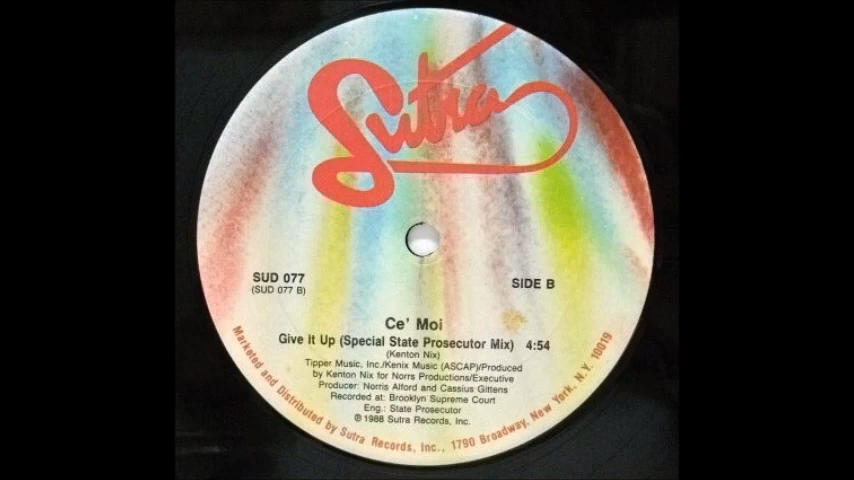 Sutra
SUD 077
(SUD 077 B)
SIDE B
Ce' Moi
Give It Up (Special State Prosecutor Mix) 4:54
(Kenton Nix)
Tipper Music, Inc./Kenix Music (ASCAP)/Produced
by Kenton Nix for Norrs Productions/Executive
Producer: Norris Alford and Cassius Gittens
Recorded at: Brooklyn Supreme Court
Eng.: State Prosecutor
℗ 1988 Sutra Records, Inc.
Marketed and Distributed by Sutra Records, Inc., 1790 Broadway, New York, N.Y. 10019